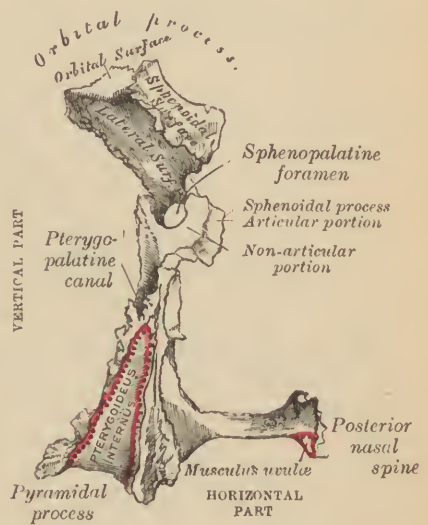 Orbital process.
Orbital Surface
Sphenoidal
Surface
Lateral Surf
Sphenopalatine
foramen
Sphenoidal process
Articular portion
Non-articular
portion
Pterygo-
palatine
canal
VERTICAL PART
PTERYGOIDEUS
INTERNUS
Posterior
nasal
spine
Musculus uvulæ
Pyramidal
process
HORIZONTAL
PART